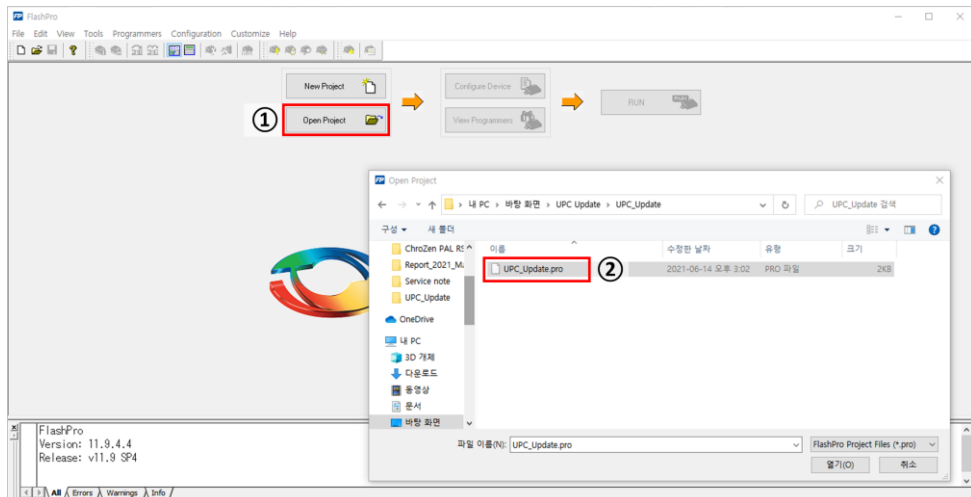 FlashPro
File Edit View Tools Programmers Configuration Customize Help
New Project
Configure Device
RUN
① Open Project
View Programmers
Open Project
내 PC > 바탕 화면 > UPC Update > UPC_Update
UPC_Update 검색
구성 새 폴더
이름 수정한 날짜 유형 크기
ChroZen PAL RS
UPC_Update.pro ② 2021-06-14 오후 3:02 PRO 파일 2KB
Report_2021_Ma
Service note
UPC_Update
OneDrive
내 PC
3D 개체
다운로드
동영상
문서
바탕 화면
파일 이름(N): UPC_Update.pro FlashPro Project Files (*.pro)
열기(O) 취소
FlashPro
Version: 11.9.4.4
Release: v11.9 SP4
All Errors Warnings Info